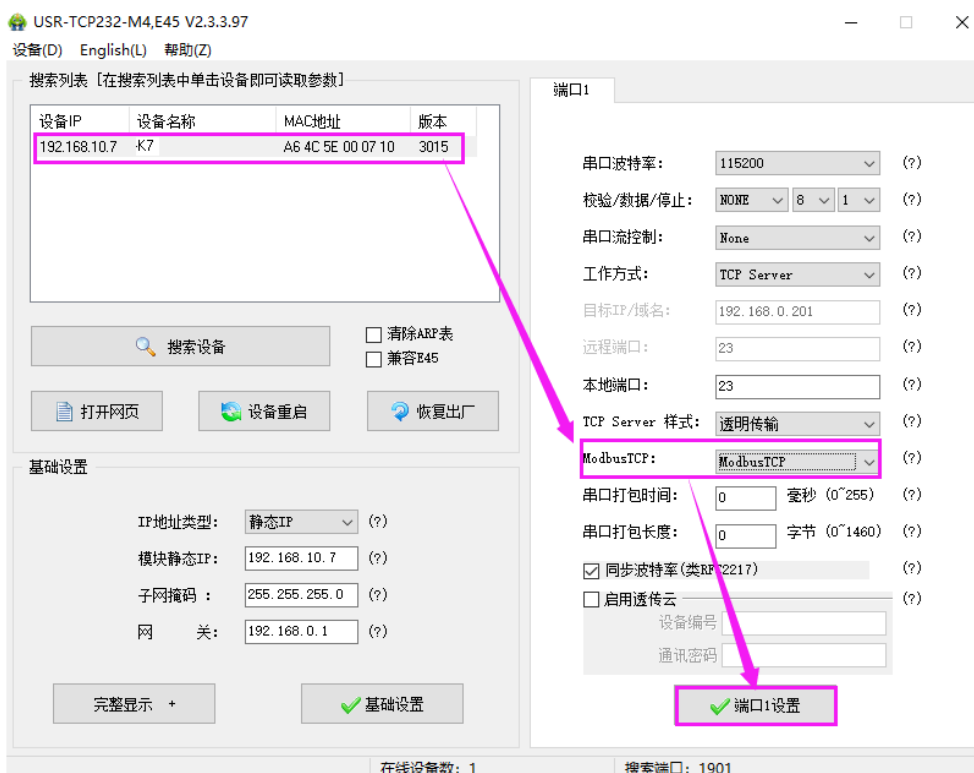 USR-TCP232-M4,E45 V2.3.3.97
设备(D) English(L) 帮助(Z)
搜索列表 [在搜索列表中单击设备即可读取参数]
设备IP 设备名称 MAC地址 版本
192.168.10.7 -K7 A6 4C 5E 00 07 10 3015
搜索设备
清除ARP表
兼容E45
打开网页 设备重启 恢复出厂
基础设置
IP地址类型: 静态IP (?)
模块静态IP: 192.168.10.7 (?)
子网掩码 : 255.255.255.0 (?)
网 关: 192.168.0.1 (?)
完整显示 + 基础设置
端口1
串口波特率: 115200 (?)
校验/数据/停止: NONE 8 1 (?)
串口流控制: None (?)
工作方式: TCP Server (?)
目标IP/域名: 192.168.0.201 (?)
远程端口: 23 (?)
本地端口: 23 (?)
TCP Server 样式: 透明传输 (?)
ModbusTCP: ModbusTCP (?)
串口打包时间: 0 毫秒 (0~255) (?)
串口打包长度: 0 字节 (0~1460) (?)
同步波特率(类RFC2217) (?)
启用透传云 (?)
设备编号
通讯密码
端口1设置
在线设备数: 1 搜索端口: 1901